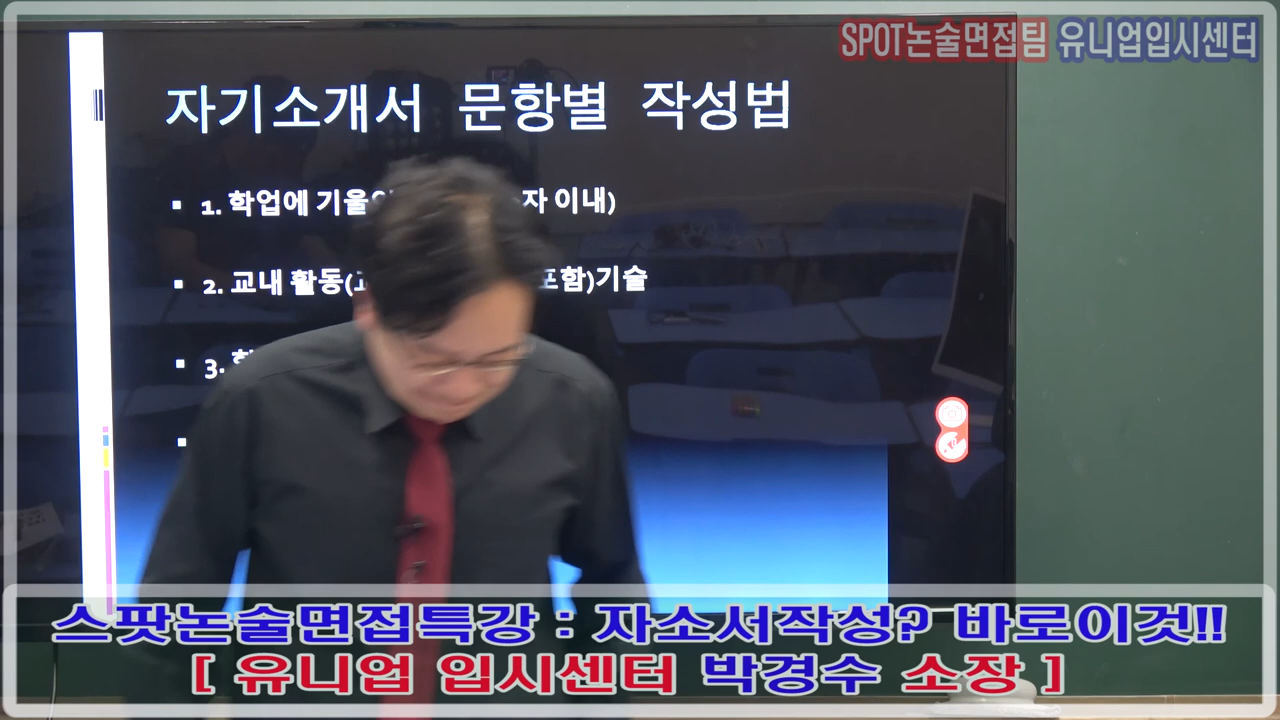 SPOT논술면접팀 유니업입시센터
자기소개서 문항별 작성법
1. 학업에 이내)
2. 교내 활동 포함)기술
3.
스팟논술면접특강 : 자소서작성? 바로이것!!
[ 유니업 입시센터 박경수 소장 ]